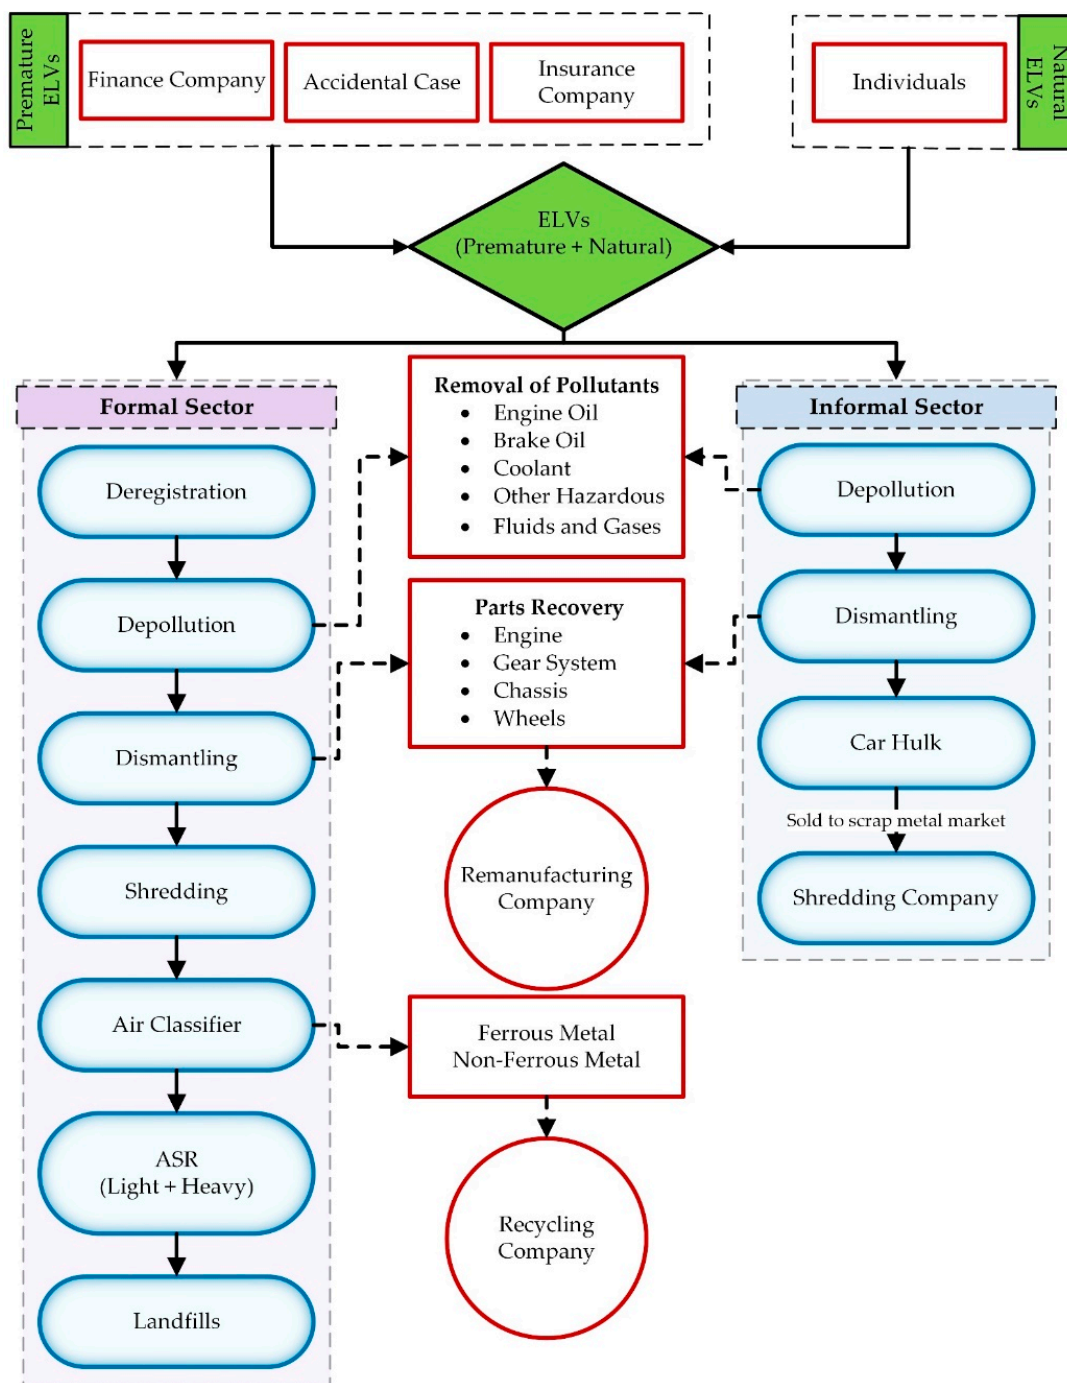 Premature
ELVs
Finance Company
Accidental Case
Insurance
Company
Individuals
Natural
ELVs
ELVs
(Premature + Natural)
Formal Sector
Deregistration
Depollution
Dismantling
Shredding
Air Classifier
ASR
(Light + Heavy)
Landfills
Removal of Pollutants
• Engine Oil
• Brake Oil
• Coolant
• Other Hazardous
• Fluids and Gases
Parts Recovery
• Engine
• Gear System
• Chassis
• Wheels
Remanufacturing
Company
Ferrous Metal
Non-Ferrous Metal
Recycling
Company
Informal Sector
Depollution
Dismantling
Car Hulk
Sold to scrap metal market
Shredding Company